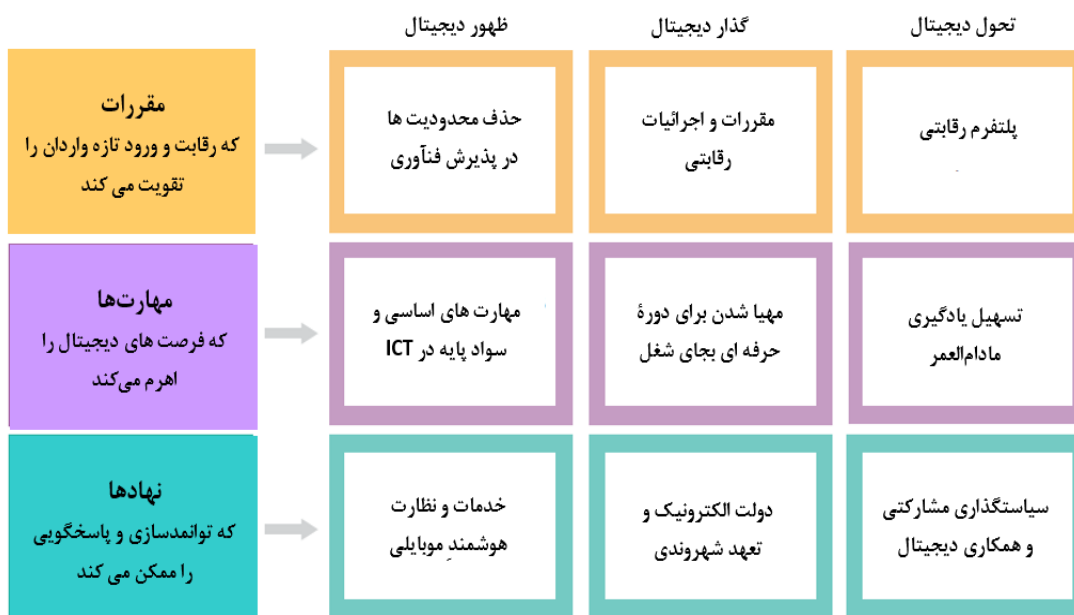 ظهور دیجیتال
گذار دیجیتال
تحول دیجیتال
مقررات
که رقابت و ورود تازه واردان را
تقویت می کند
حذف محدودیت ها
در پذیرش فنآوری
مقررات و اجرائیات
رقابتی
پلتفرم رقابتی
مهارت‌ها
که فرصت های دیجیتال را
اهرم می‌کند
مهارت های اساسی و
سواد پایه در ICT
مهیا شدن برای دورۀ
حرفه ای بجای شغل
تسهیل یادگیری
مادام‌العمر
نهادها
که توانمدسازی و پاسخگویی
را ممکن می کند
خدمات و نظارت
هوشمندِ موبایلی
دولت الکترونیک و
تعهد شهروندی
سیاستگذاری مشارکتی
و همکاری دیجیتال